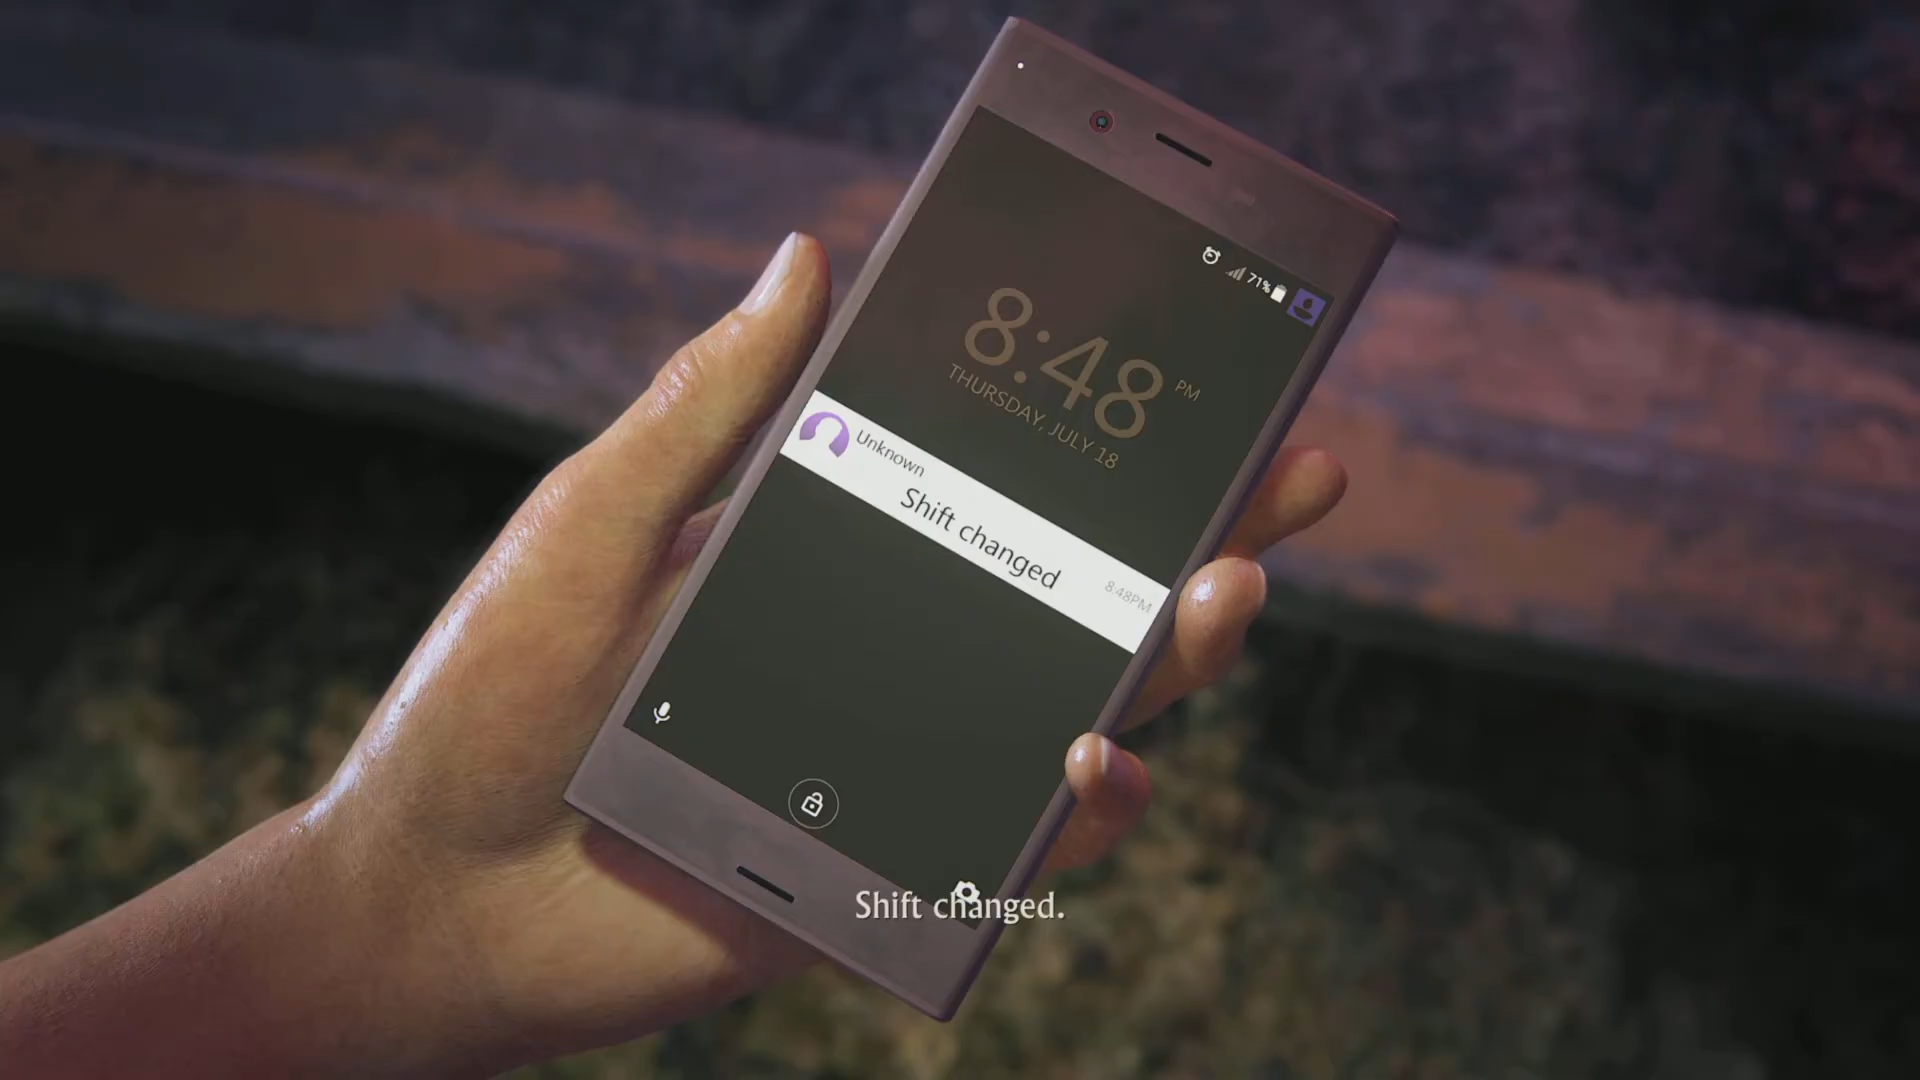 71%
8:48 PM
THURSDAY, JULY 18
Unknown
Shift changed
8:48PM
Shift changed.